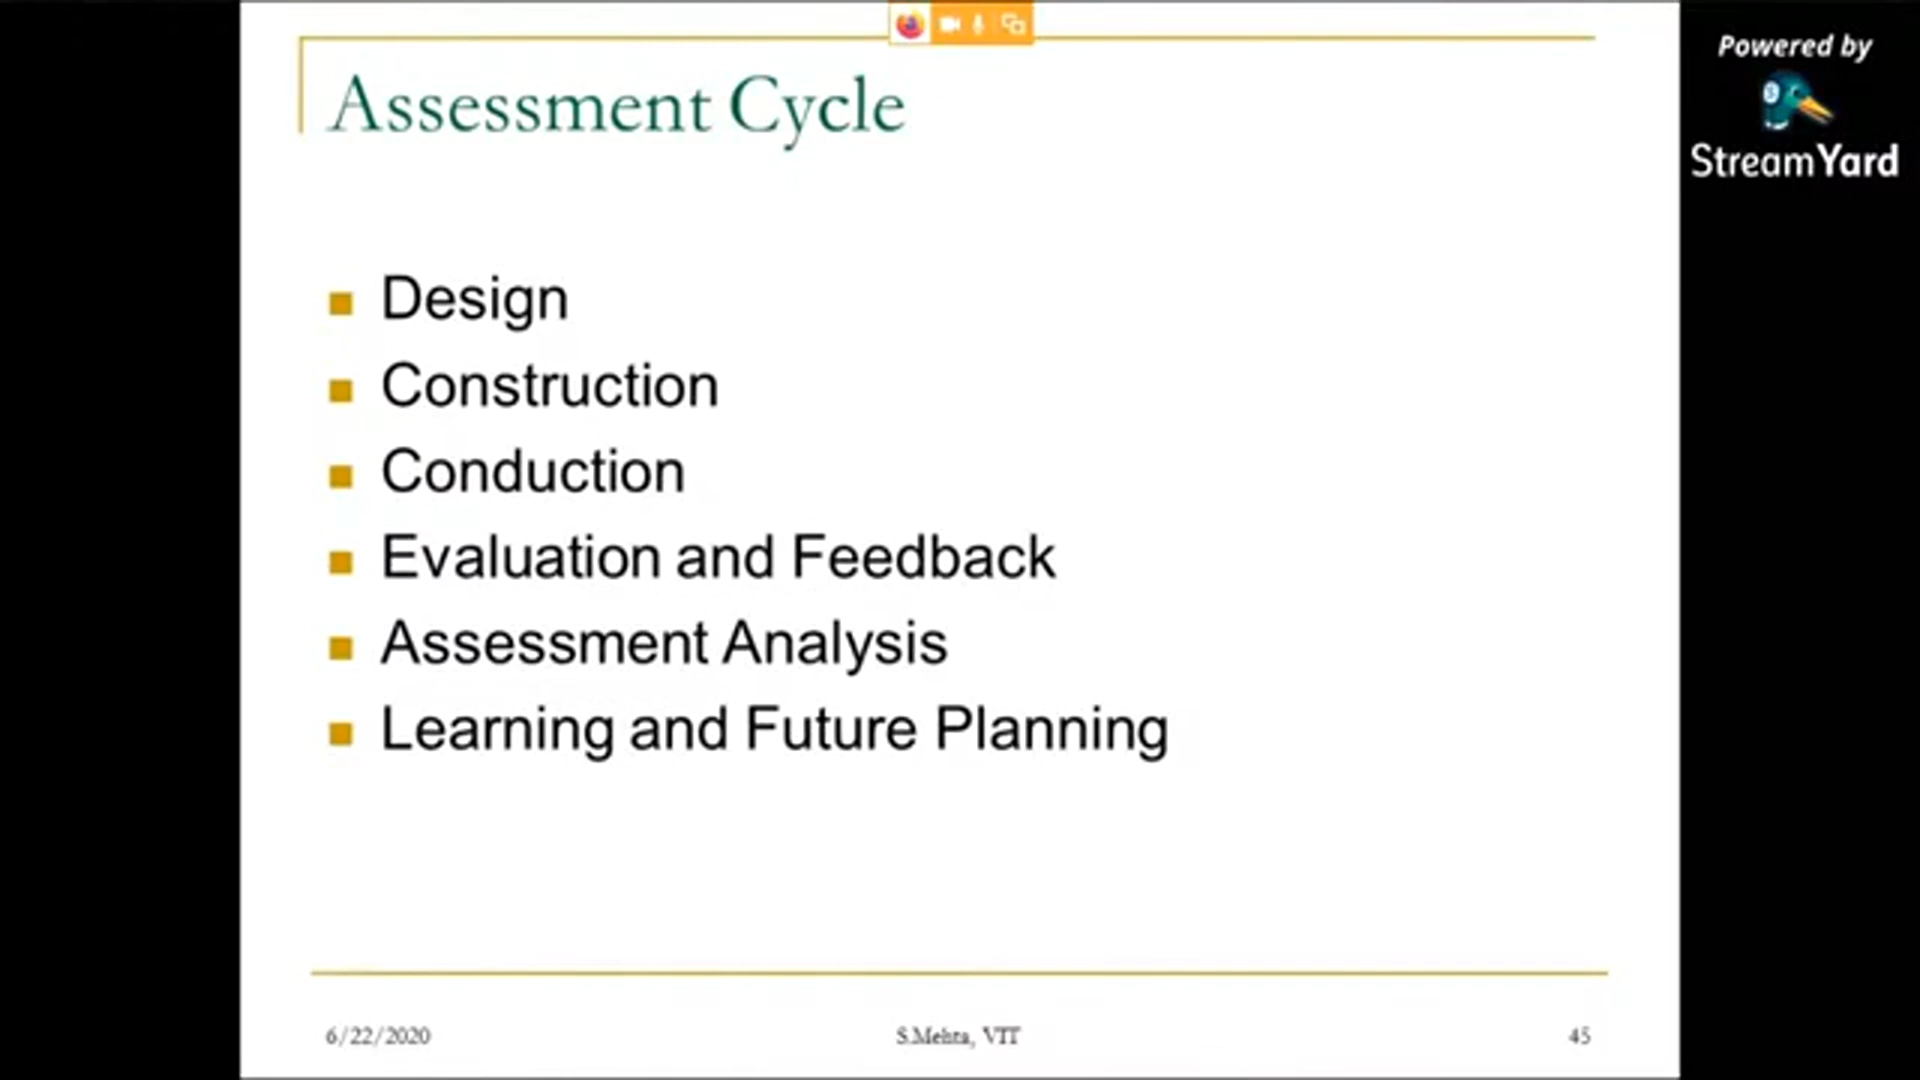 Powered by
StreamYard
Assessment Cycle
Design
Construction
Conduction
Evaluation and Feedback
Assessment Analysis
Learning and Future Planning
6/22/2020
S.Mehta, VIT
45